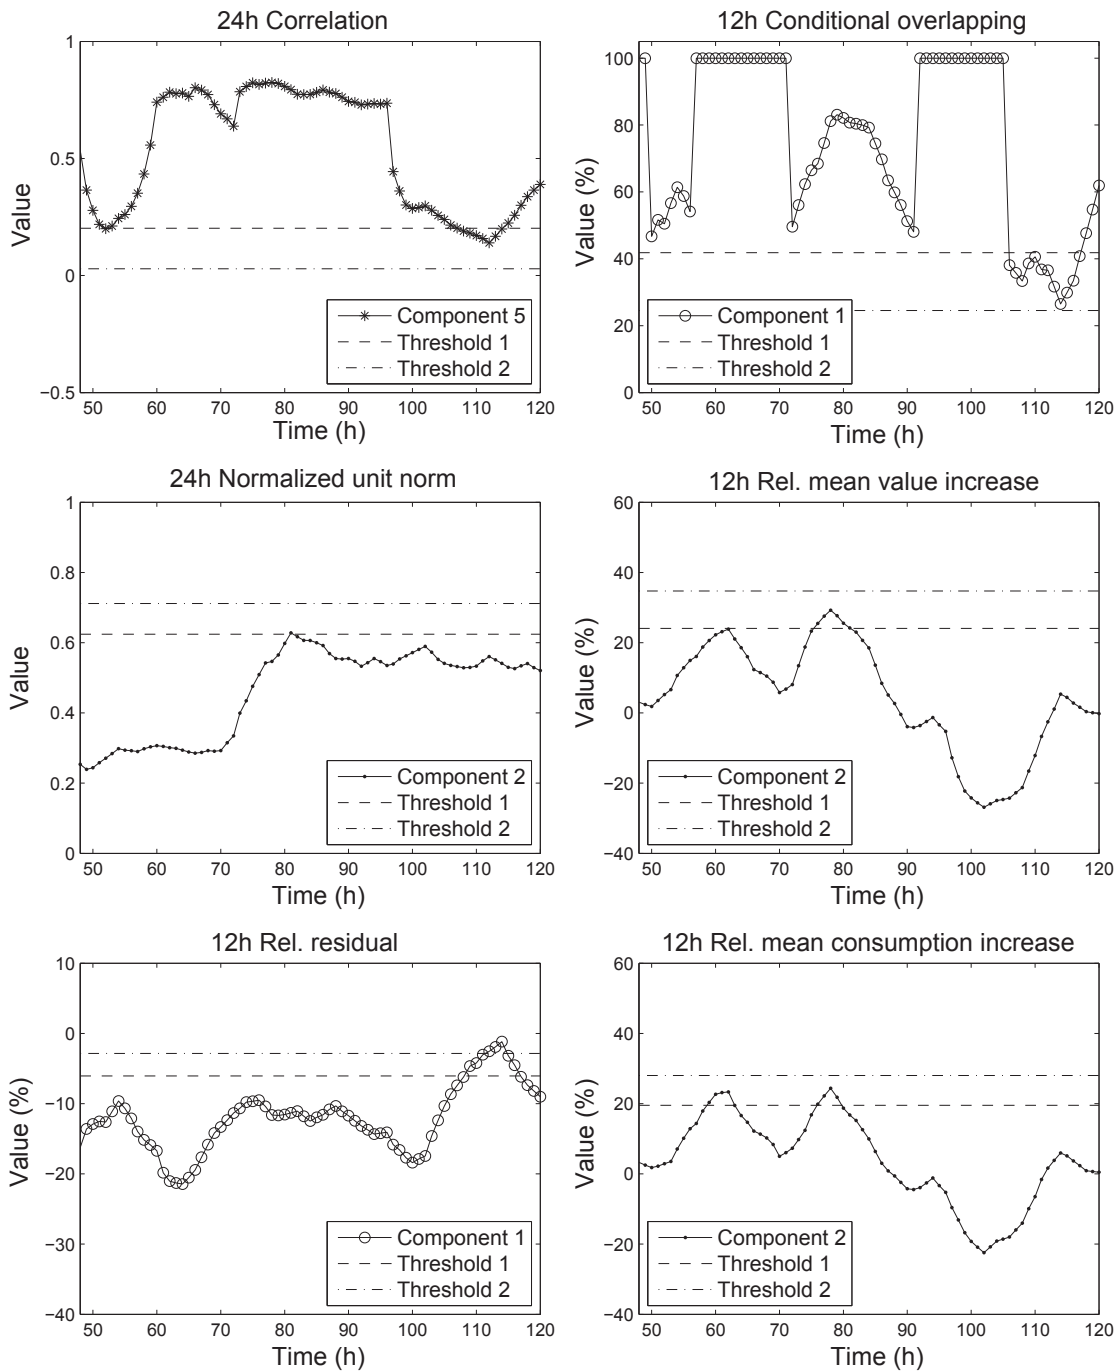 24h Correlation
1
0.5
0
−0.5
Value
Component 5
Threshold 1
Threshold 2
50 60 70 80 90 100 110 120
Time (h)
12h Conditional overlapping
100
80
60
40
20
0
Value (%)
Component 1
Threshold 1
Threshold 2
50 60 70 80 90 100 110 120
Time (h)
24h Normalized unit norm
1
0.8
0.6
0.4
0.2
0
Value
Component 2
Threshold 1
Threshold 2
50 60 70 80 90 100 110 120
Time (h)
12h Rel. mean value increase
60
40
20
0
−20
−40
Value (%)
Component 2
Threshold 1
Threshold 2
50 60 70 80 90 100 110 120
Time (h)
12h Rel. residual
10
0
−10
−20
−30
−40
Value (%)
Component 1
Threshold 1
Threshold 2
50 60 70 80 90 100 110 120
Time (h)
12h Rel. mean consumption increase
60
40
20
0
−20
−40
Value (%)
Component 2
Threshold 1
Threshold 2
50 60 70 80 90 100 110 120
Time (h)